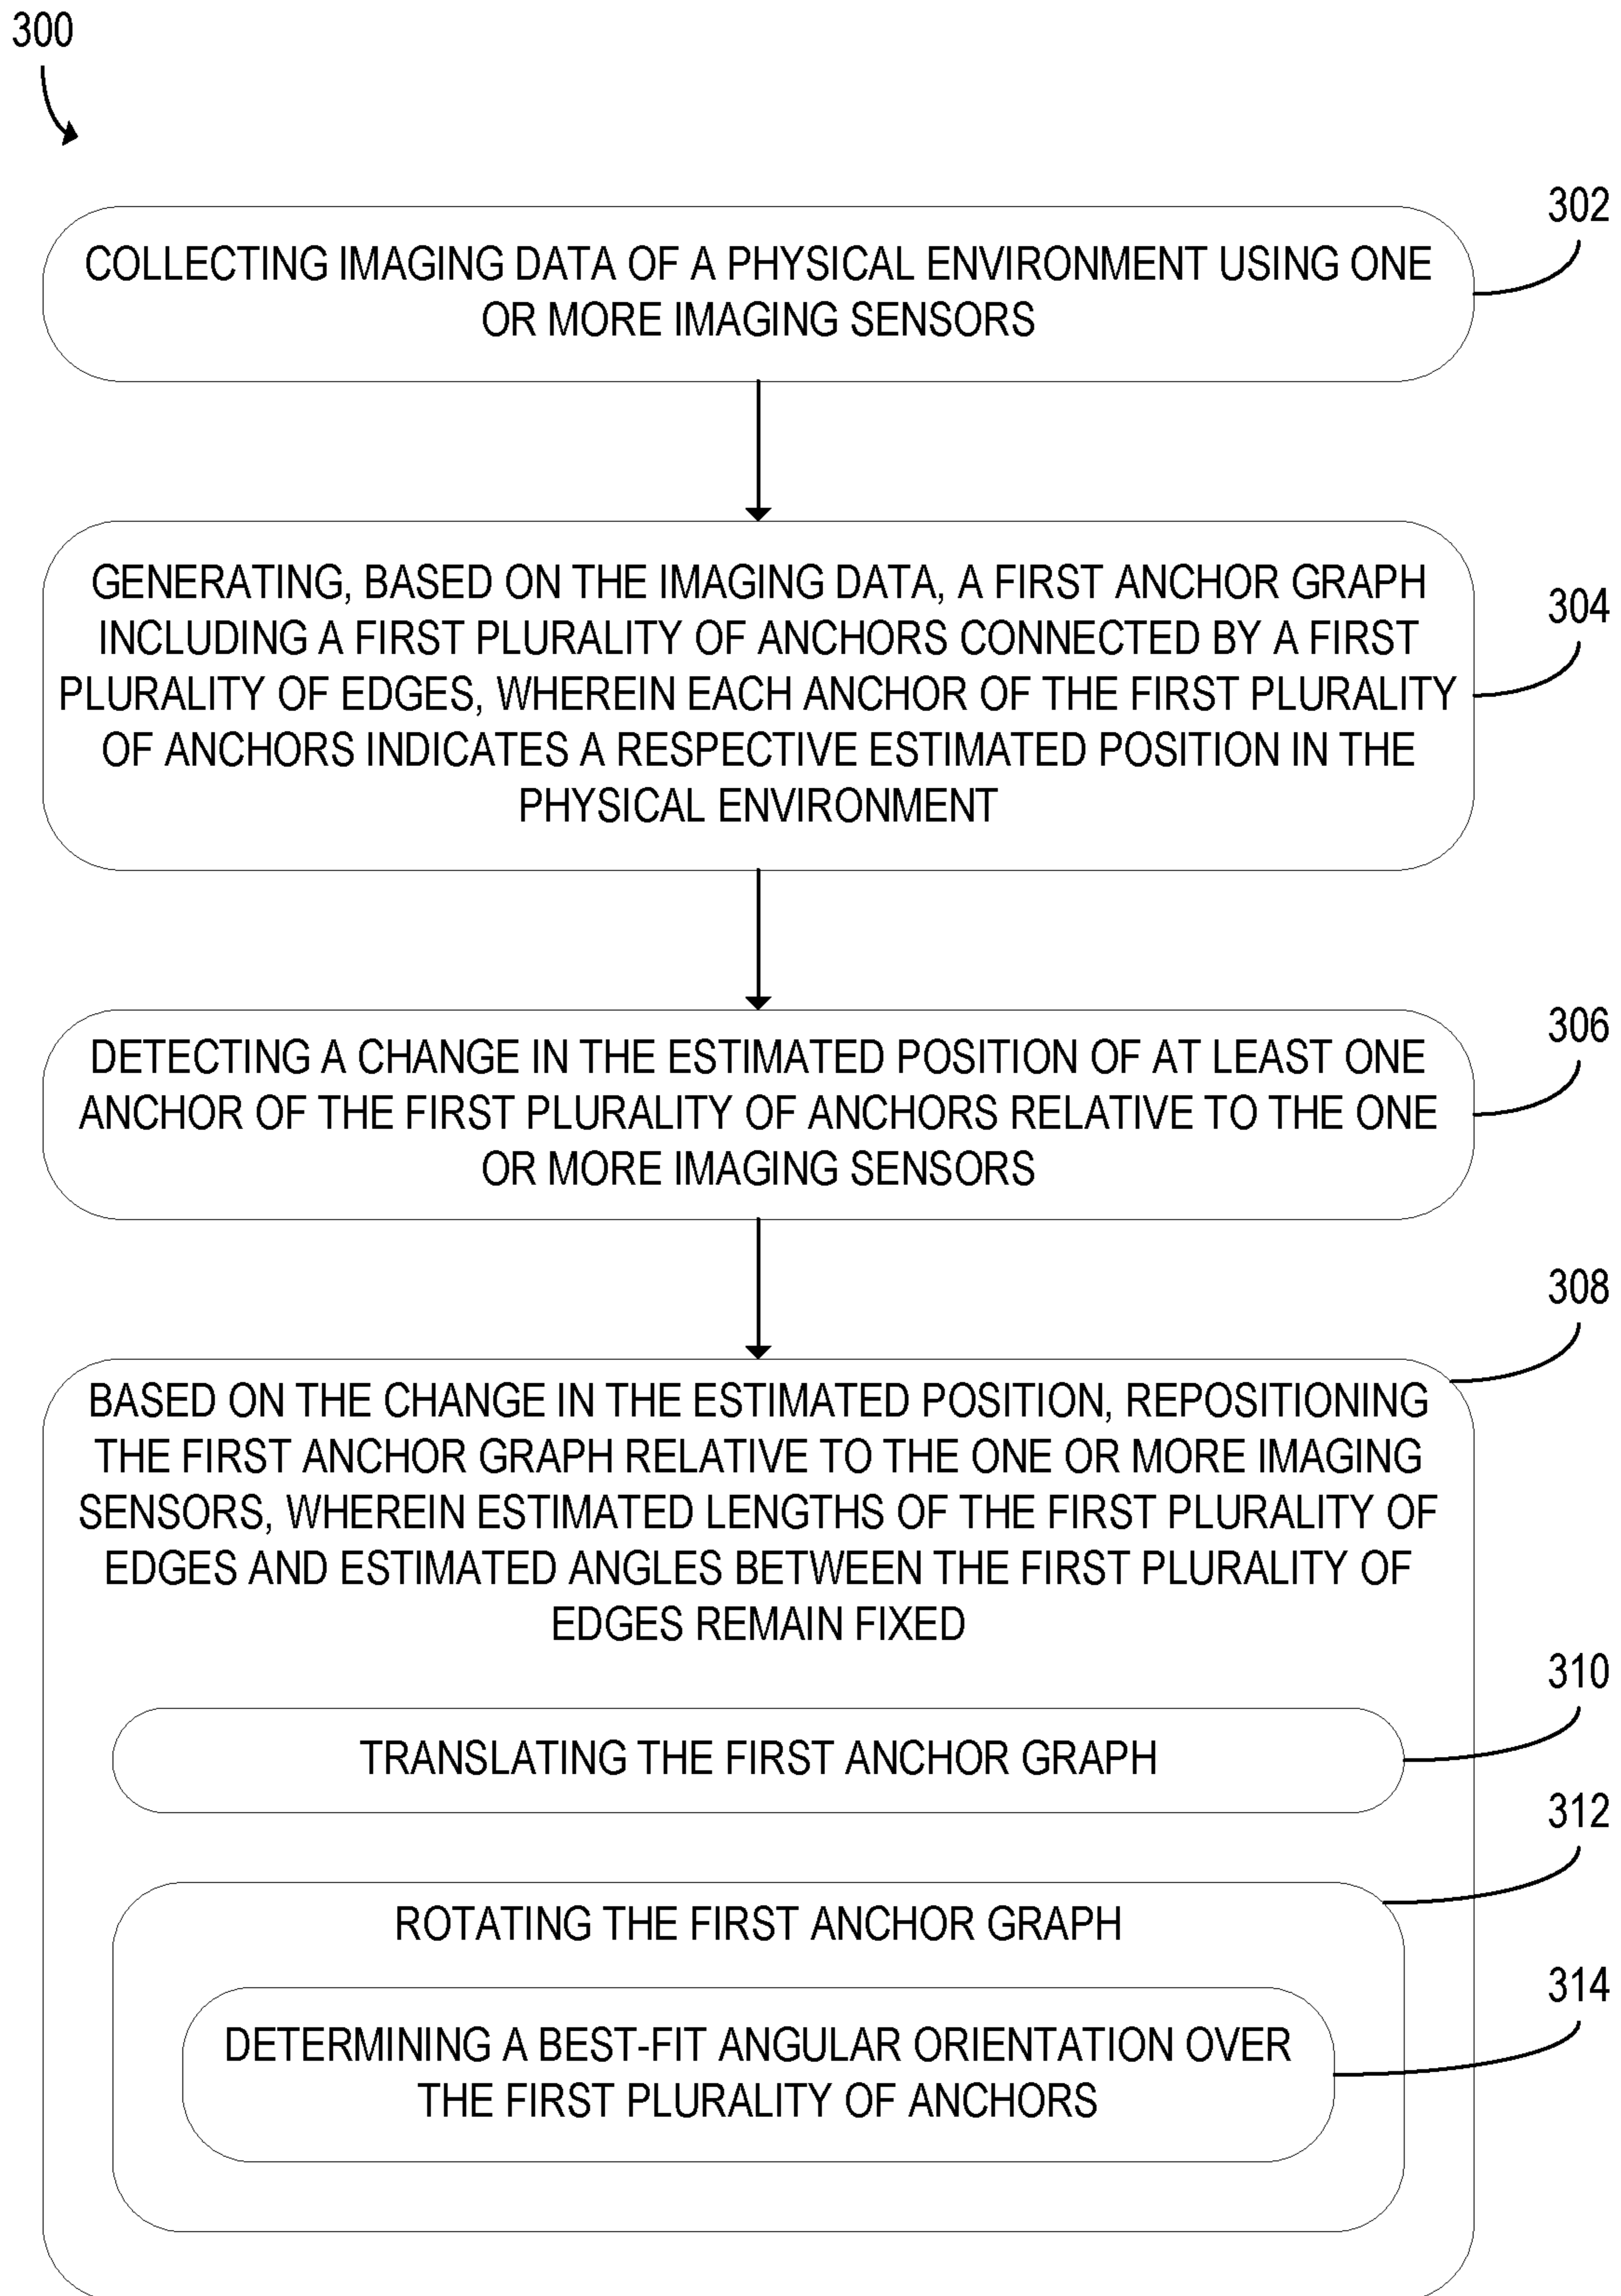 300
302
COLLECTING IMAGING DATA OF A PHYSICAL ENVIRONMENT USING ONE
OR MORE IMAGING SENSORS
304
GENERATING, BASED ON THE IMAGING DATA, A FIRST ANCHOR GRAPH
INCLUDING A FIRST PLURALITY OF ANCHORS CONNECTED BY A FIRST
PLURALITY OF EDGES, WHEREIN EACH ANCHOR OF THE FIRST PLURALITY
OF ANCHORS INDICATES A RESPECTIVE ESTIMATED POSITION IN THE
PHYSICAL ENVIRONMENT
306
DETECTING A CHANGE IN THE ESTIMATED POSITION OF AT LEAST ONE
ANCHOR OF THE FIRST PLURALITY OF ANCHORS RELATIVE TO THE ONE
OR MORE IMAGING SENSORS
308
BASED ON THE CHANGE IN THE ESTIMATED POSITION, REPOSITIONING
THE FIRST ANCHOR GRAPH RELATIVE TO THE ONE OR MORE IMAGING
SENSORS, WHEREIN ESTIMATED LENGTHS OF THE FIRST PLURALITY OF
EDGES AND ESTIMATED ANGLES BETWEEN THE FIRST PLURALITY OF
EDGES REMAIN FIXED
310
TRANSLATING THE FIRST ANCHOR GRAPH
312
ROTATING THE FIRST ANCHOR GRAPH
314
DETERMINING A BEST-FIT ANGULAR ORIENTATION OVER
THE FIRST PLURALITY OF ANCHORS